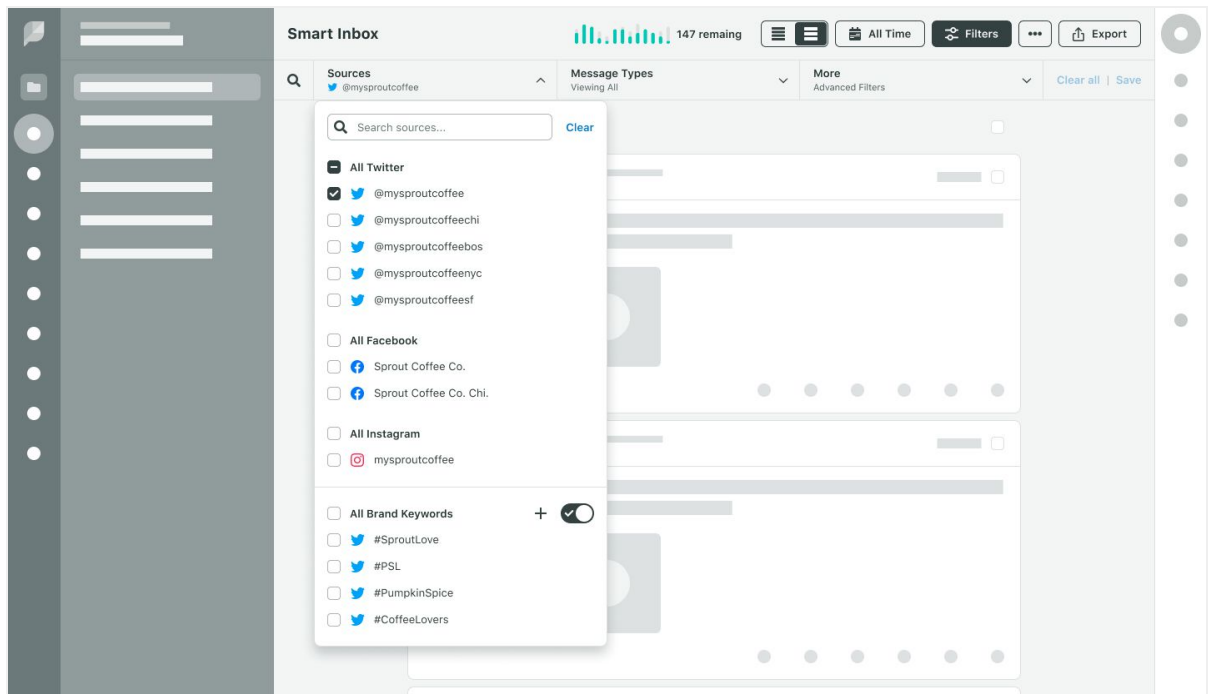 Smart Inbox
147 remaing
All Time
Filters
Export
Sources
@mysproutcoffee
Message Types
Viewing All
More
Advanced Filters
Clear all | Save
Search sources...
Clear
All Twitter
@mysproutcoffee
@mysproutcoffeechi
@mysproutcoffeebos
@mysproutcoffeenyc
@mysproutcoffeesf
All Facebook
Sprout Coffee Co.
Sprout Coffee Co. Chi.
All Instagram
mysproutcoffee
All Brand Keywords
#SproutLove
#PSL
#PumpkinSpice
#CoffeeLovers